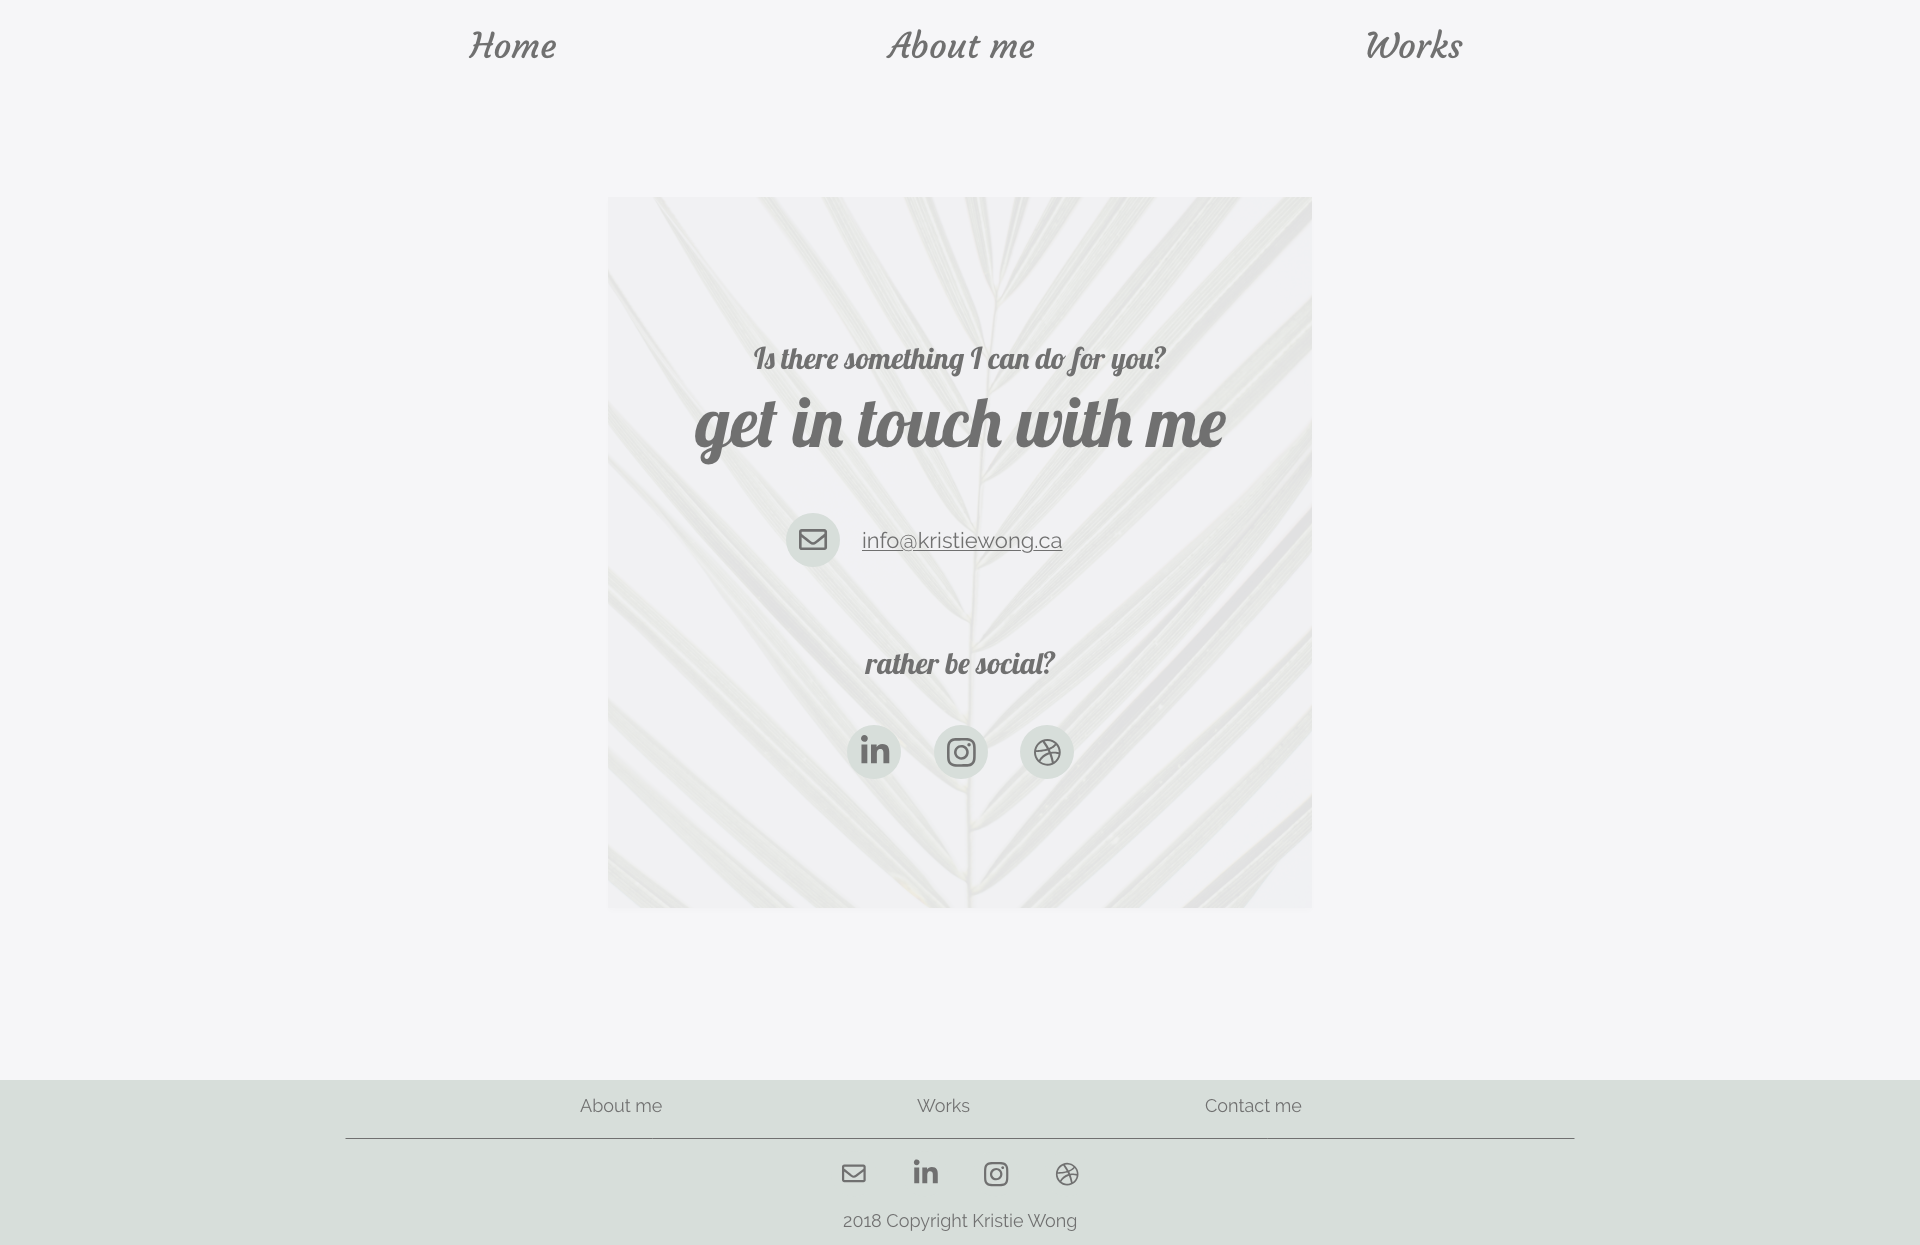 Home About me Works
Is there something I can do for you?
get in touch with me
info@kristiewong.ca
rather be social?
About me Works Contact me
2018 Copyright Kristie Wong